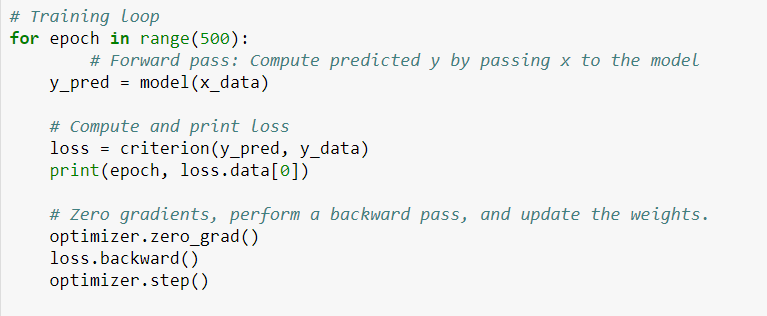 # Training loop
for epoch in range(500):
        # Forward pass: Compute predicted y by passing x to the model
    y_pred = model(x_data)

    # Compute and print loss
    loss = criterion(y_pred, y_data)
    print(epoch, loss.data[0])

    # Zero gradients, perform a backward pass, and update the weights.
    optimizer.zero_grad()
    loss.backward()
    optimizer.step()